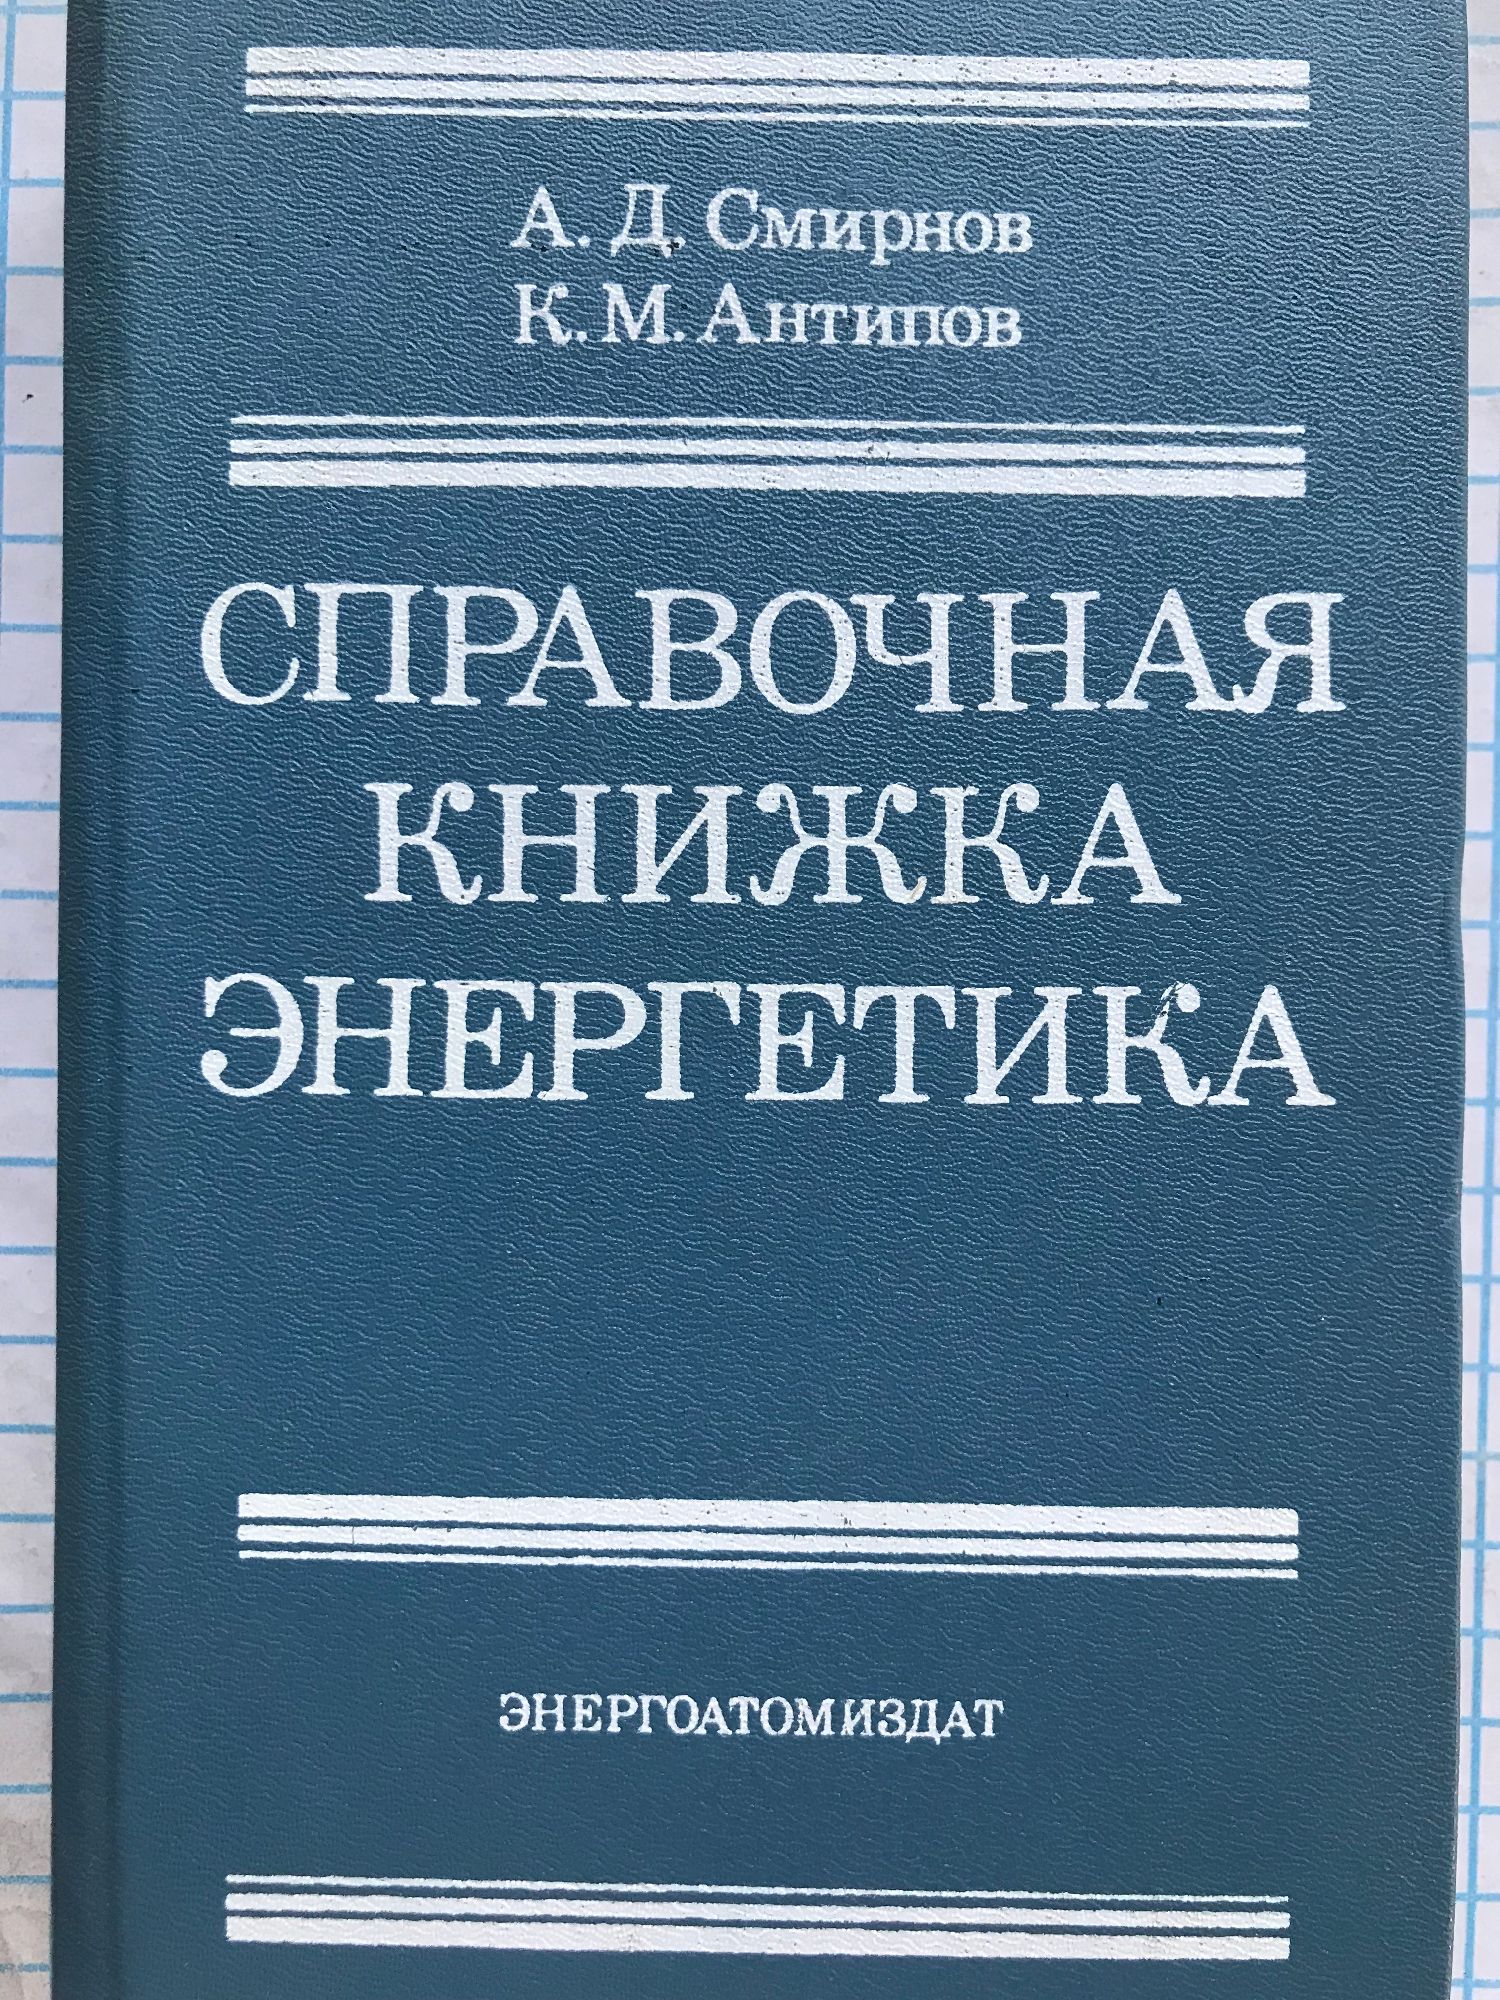 А. Д. Смирнов
К. М. Антипов
СПРАВОЧНАЯ
КНИЖКА
ЭНЕРГЕТИКА
ЭНЕРГОАТОМИЗДАТ